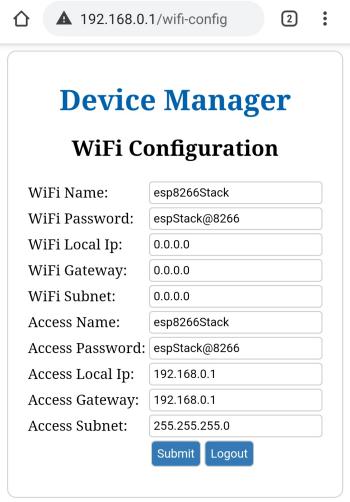 192.168.0.1/wifi-config
2
Device Manager
WiFi Configuration
WiFi Name: esp8266Stack
WiFi Password: espStack@8266
WiFi Local Ip: 0.0.0.0
WiFi Gateway: 0.0.0.0
WiFi Subnet: 0.0.0.0
Access Name: esp8266Stack
Access Password: espStack@8266
Access Local Ip: 192.168.0.1
Access Gateway: 192.168.0.1
Access Subnet: 255.255.255.0
Submit Logout